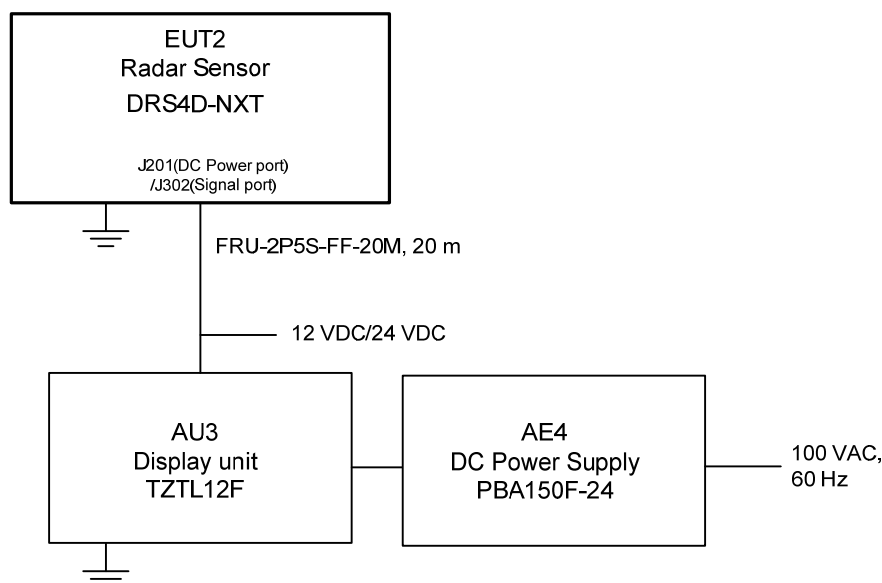 EUT2
Radar Sensor
DRS4D-NXT
J201(DC Power port)
/J302(Signal port)
FRU-2P5S-FF-20M, 20 m
12 VDC/24 VDC
AU3
Display unit
TZTL12F
AE4
DC Power Supply
PBA150F-24
100 VAC,
60 Hz